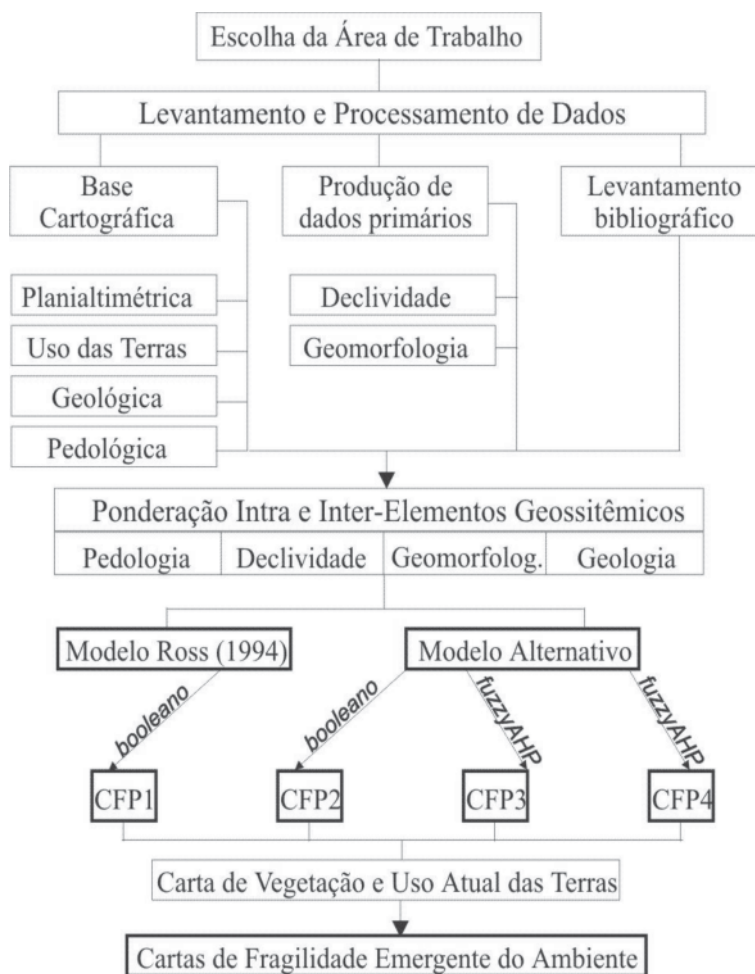 Escolha da Área de Trabalho
Levantamento e Processamento de Dados
Base
Cartográfica
Produção de
dados primários
Levantamento
bibliográfico
Planialtimétrica
Declividade
Uso das Terras
Geomorfologia
Geológica
Pedológica
Ponderação Intra e Inter-Elementos Geossitêmicos
Pedologia
Declividade
Geomorfolog.
Geologia
Modelo Ross (1994)
Modelo Alternativo
booleano
booleano
fuzzyAHP
fuzzyAHP
CFP1
CFP2
CFP3
CFP4
Carta de Vegetação e Uso Atual das Terras
Cartas de Fragilidade Emergente do Ambiente